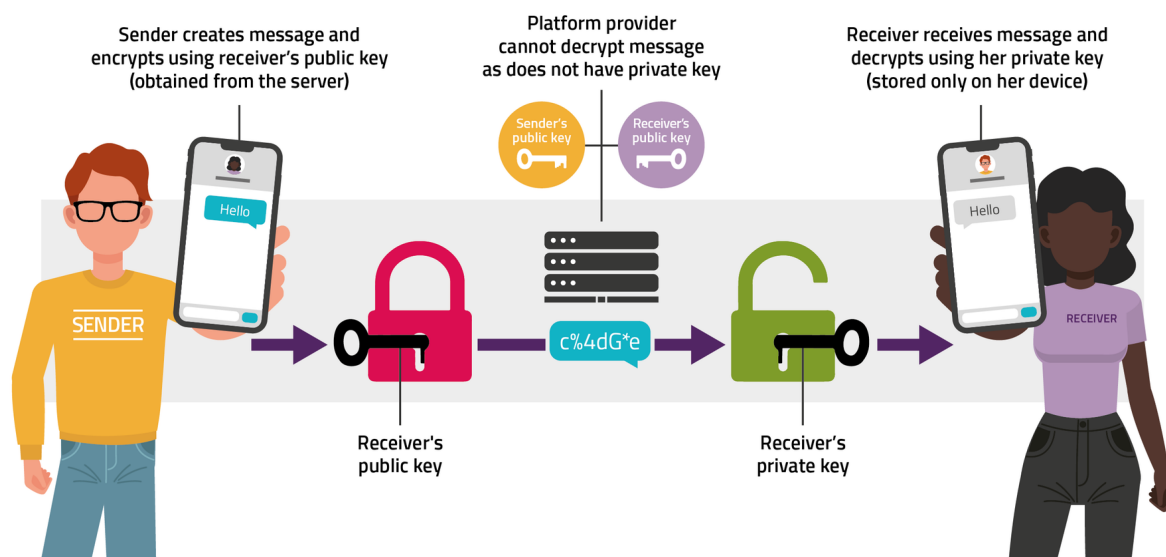 Sender creates message and
encrypts using receiver’s public key
(obtained from the server)
Platform provider
cannot decrypt message
as does not have private key
Receiver receives message and
decrypts using her private key
(stored only on her device)
Sender's
public key
Receiver's
public key
Hello
Hello
SENDER
RECEIVER
c%4dG*e
Receiver's
public key
Receiver’s
private key